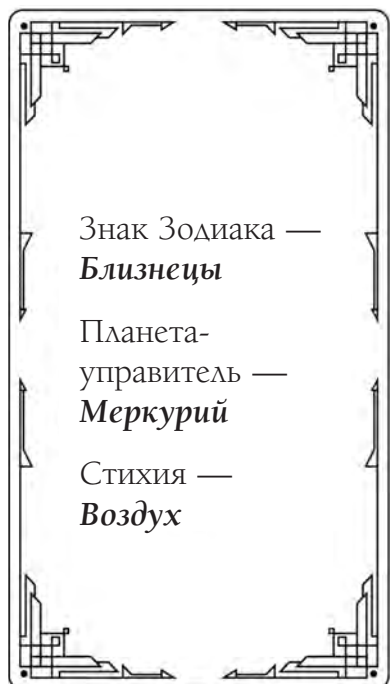 Знак Зодиака —
Близнецы
Планета-
управитель —
Меркурий
Стихия —
Воздух